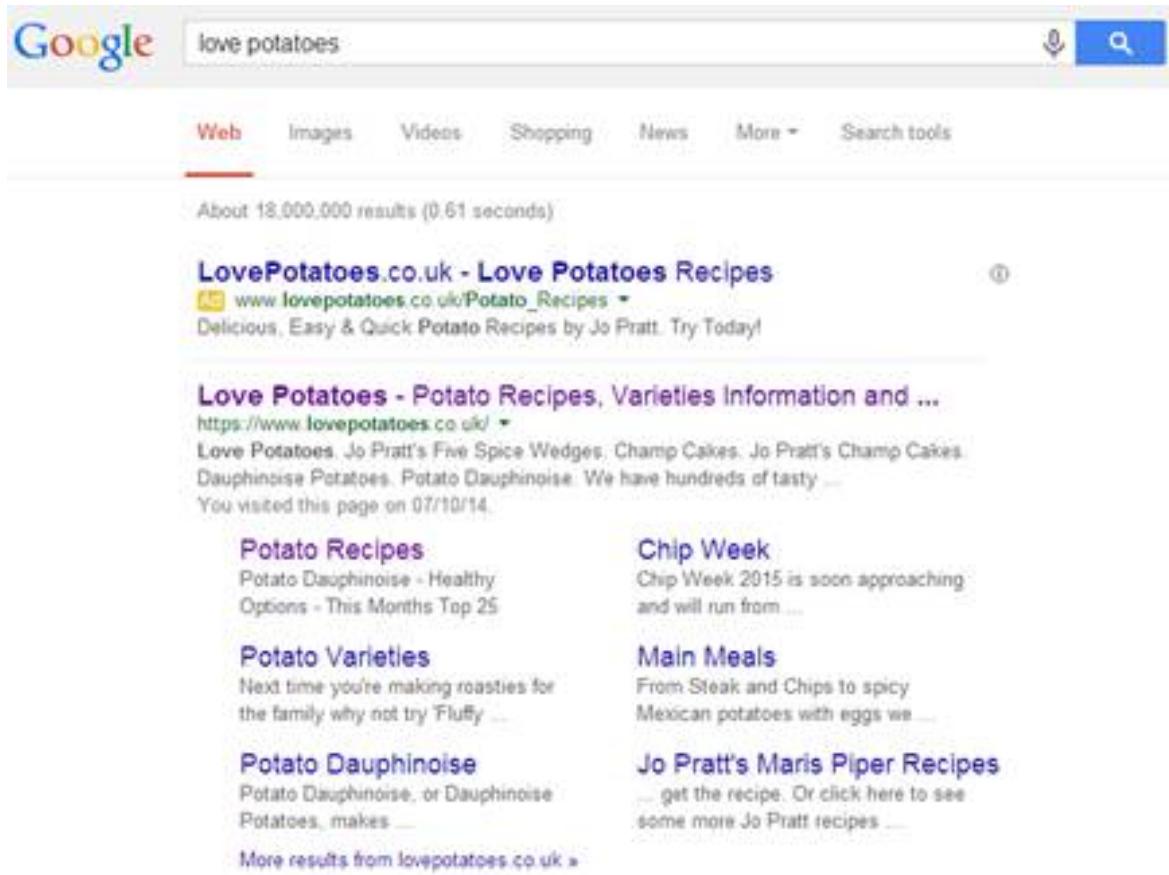 Google
love potatoes
Web Images Videos Shopping News More Search tools
About 18,000,000 results (0.61 seconds)
LovePotatoes.co.uk - Love Potatoes Recipes
Ad www.lovepotatoes.co.uk/Potato_Recipes
Delicious, Easy & Quick Potato Recipes by Jo Pratt. Try Today!
Love Potatoes - Potato Recipes, Varieties Information and ...
https://www.lovepotatoes.co.uk/
Love Potatoes. Jo Pratt's Five Spice Wedges. Champ Cakes. Jo Pratt's Champ Cakes.
Dauphinoise Potatoes. Potato Dauphinoise. We have hundreds of tasty ...
You visited this page on 07/10/14.
Potato Recipes
Potato Dauphinoise - Healthy
Options - This Months Top 25
Chip Week
Chip Week 2015 is soon approaching
and will run from ...
Potato Varieties
Next time you're making roasties for
the family why not try 'Fluffy ...
Main Meals
From Steak and Chips to spicy
Mexican potatoes with eggs we ...
Potato Dauphinoise
Potato Dauphinoise, or Dauphinoise
Potatoes, makes ...
Jo Pratt's Maris Piper Recipes
... get the recipe. Or click here to see
some more Jo Pratt recipes ...
More results from lovepotatoes.co.uk »